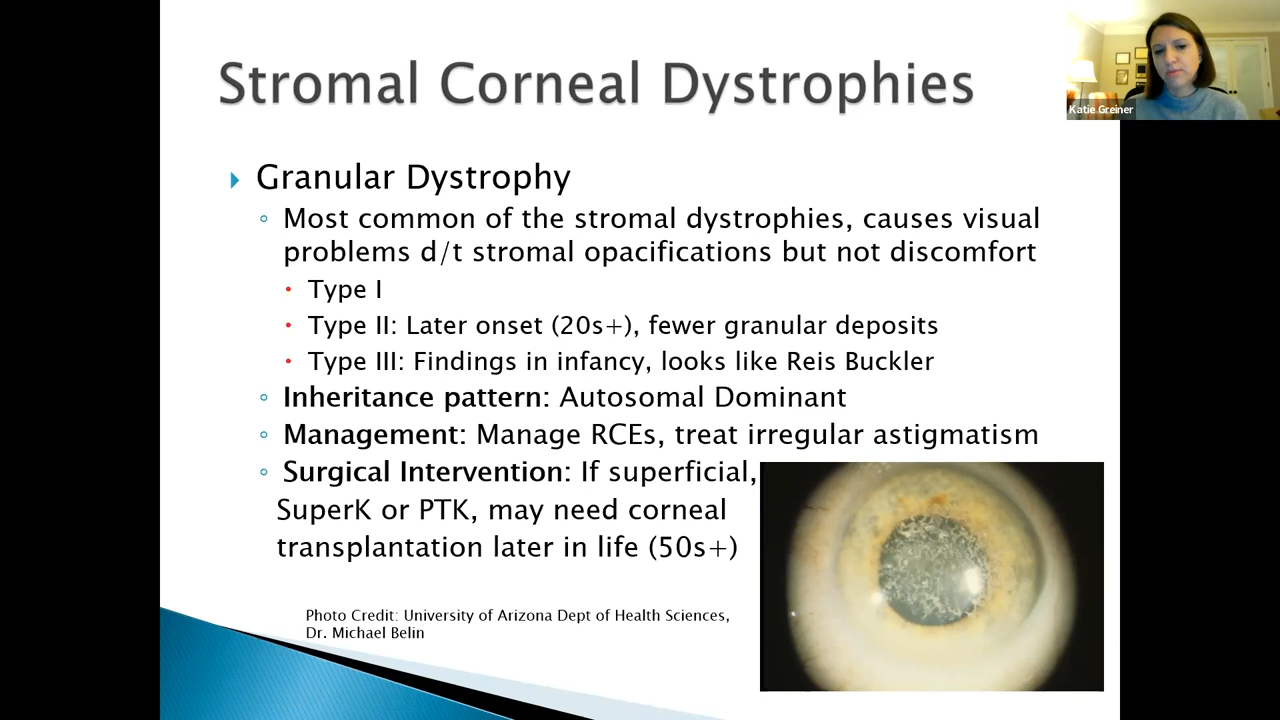 Stromal Corneal Dystrophies
Katie Greiner
Granular Dystrophy
Most common of the stromal dystrophies, causes visual
problems d/t stromal opacifications but not discomfort
Type I
Type II: Later onset (20s+), fewer granular deposits
Type III: Findings in infancy, looks like Reis Buckler
Inheritance pattern: Autosomal Dominant
Management: Manage RCEs, treat irregular astigmatism
Surgical Intervention: If superficial,
SuperK or PTK, may need corneal
transplantation later in life (50s+)
Photo Credit: University of Arizona Dept of Health Sciences,
Dr. Michael Belin